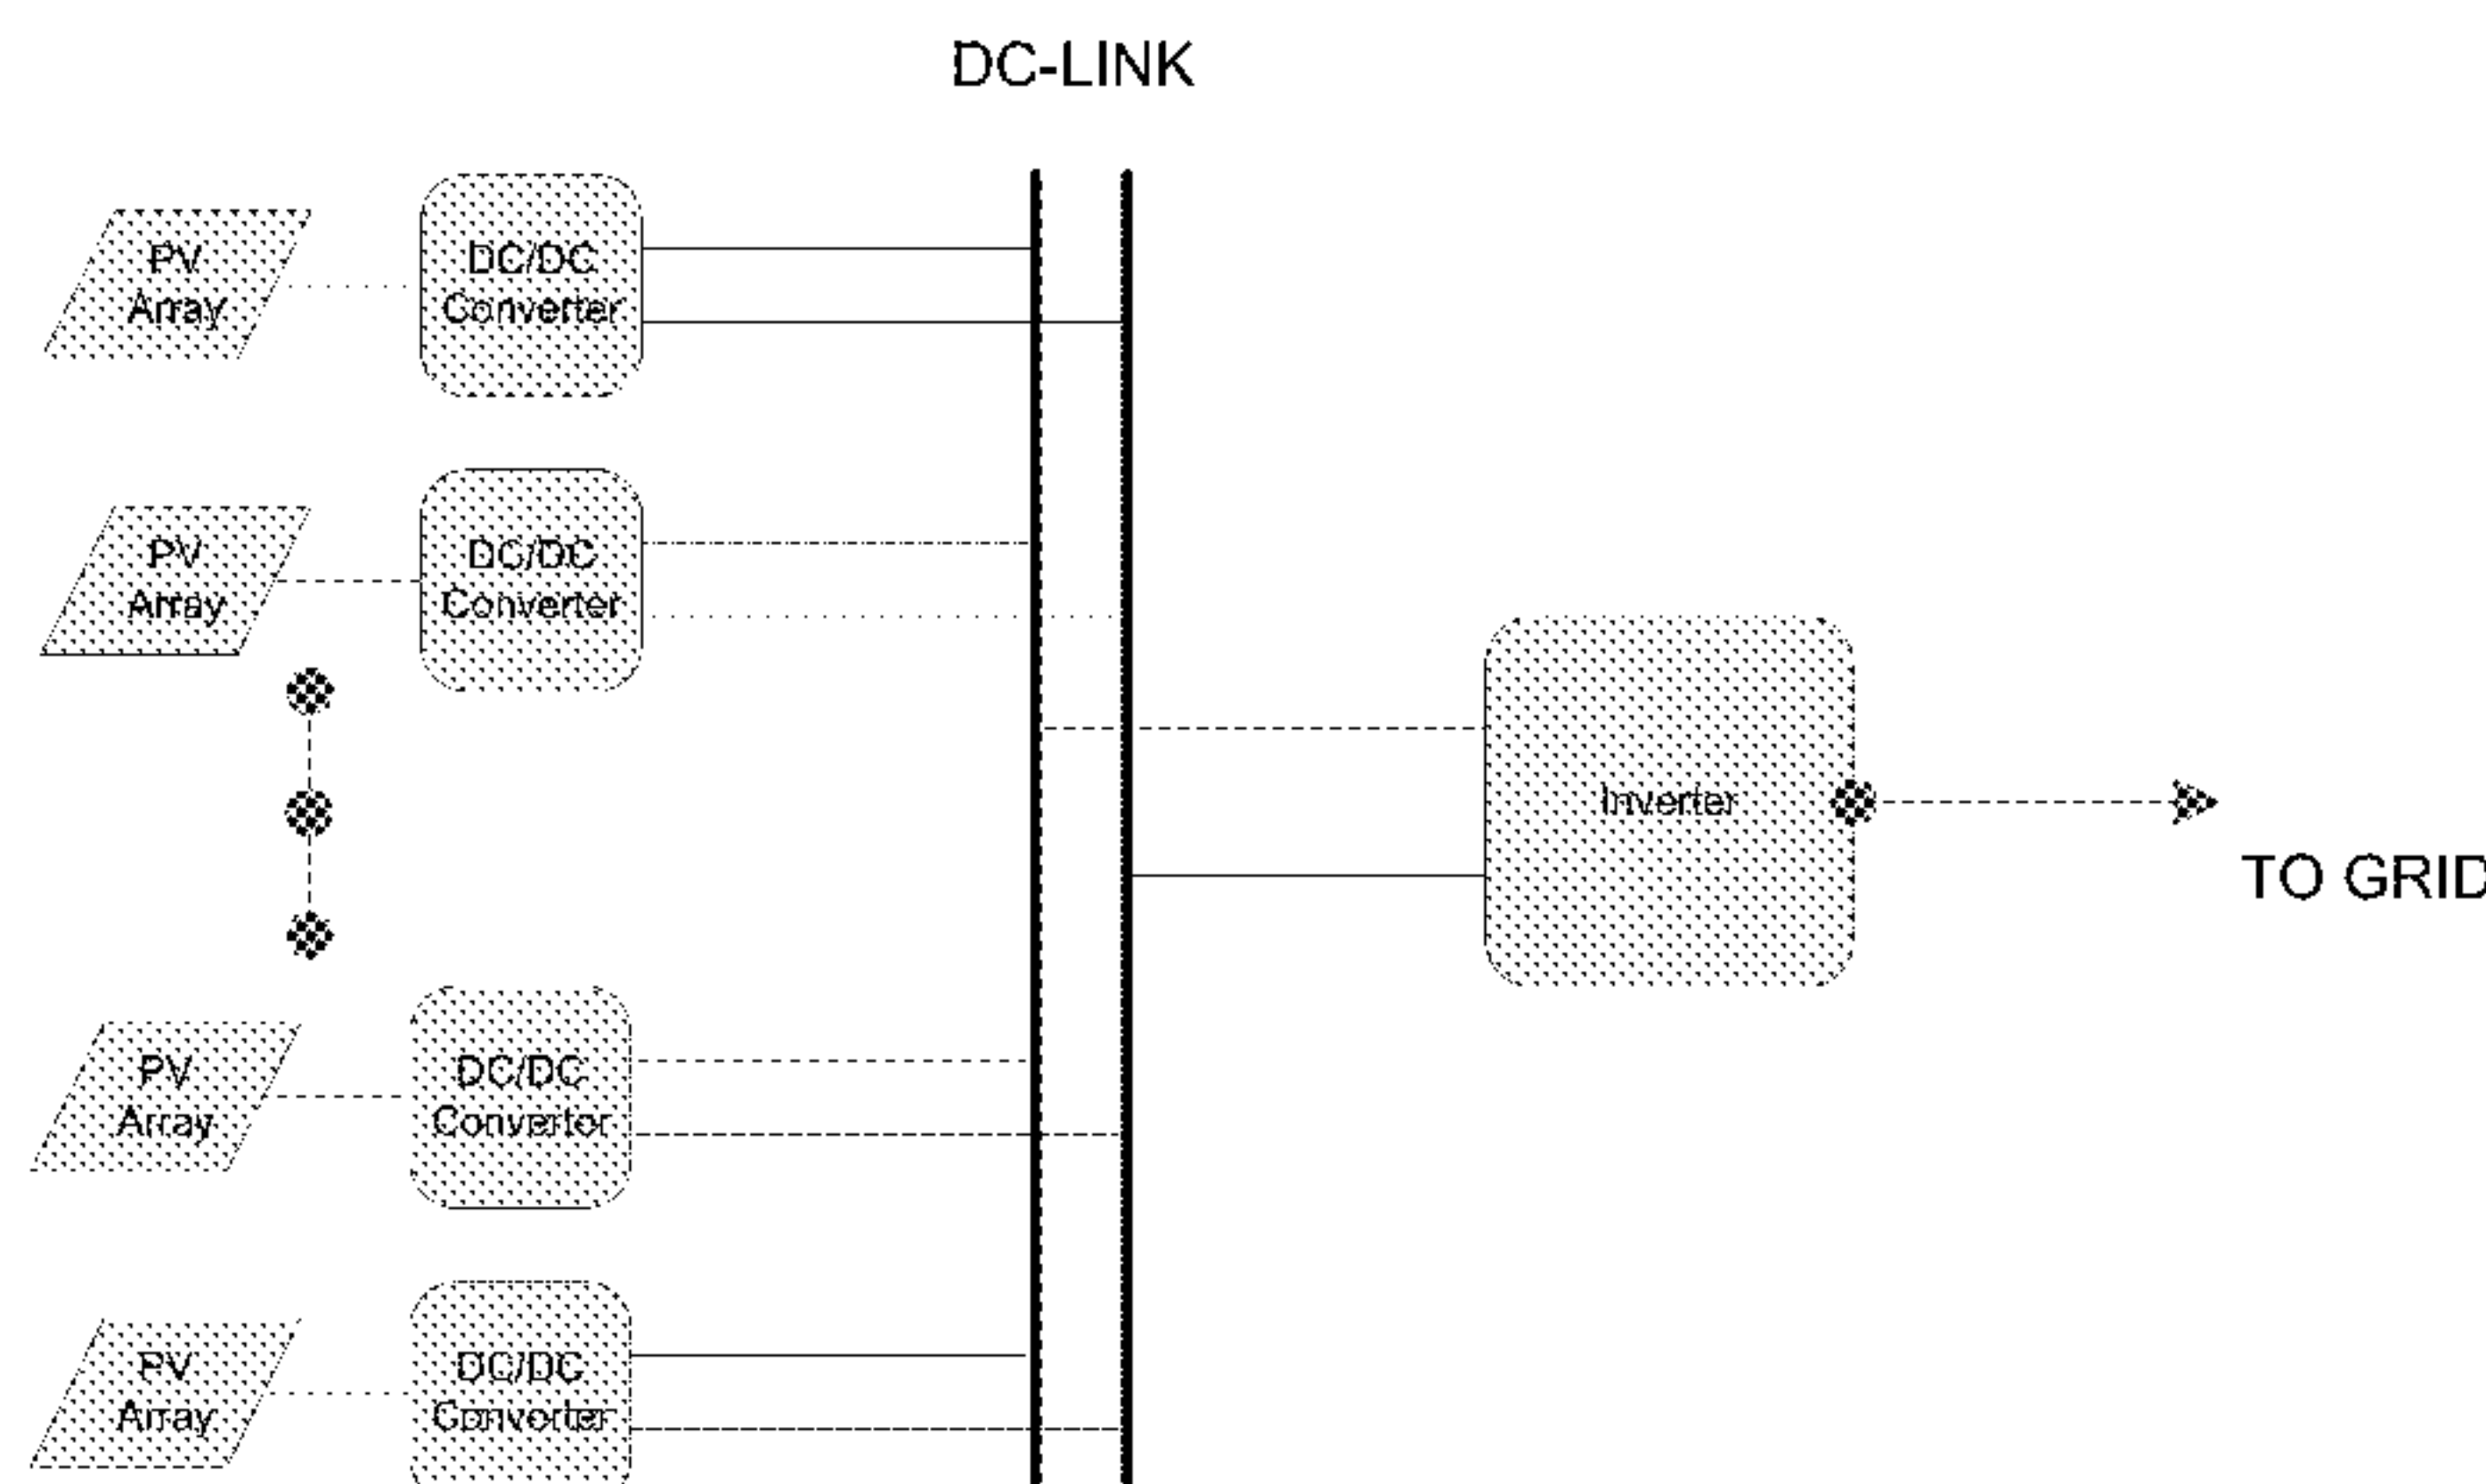 DC-LINK
PV
Array
DC/DC
Converter
PV
Array
DC/DC
Converter
Inverter
TO GRID
PV
Array
DC/DC
Converter
PV
Array
DC/DC
Converter